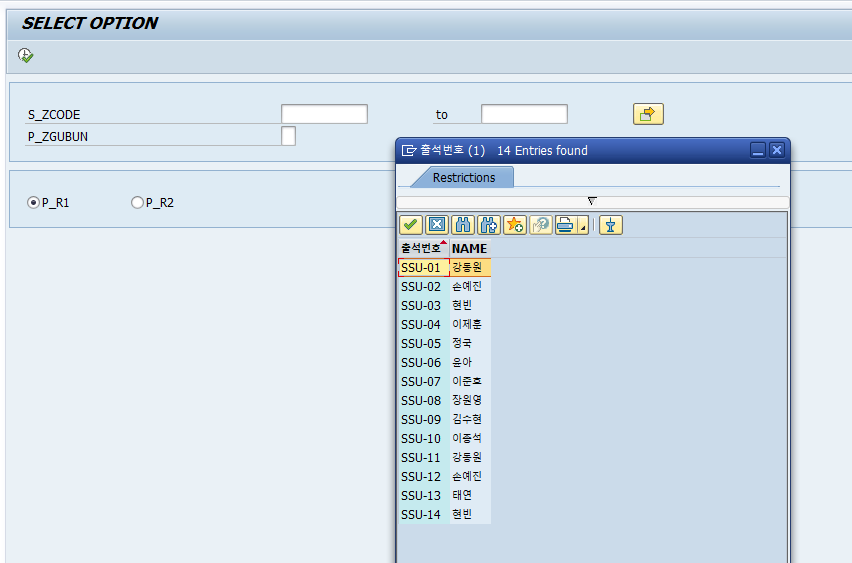 SELECT OPTION
S_ZCODE to
P_ZGUBUN
P_R1 P_R2
출석번호 (1) 14 Entries found
Restrictions
출석번호 NAME
SSU-01 강동원
SSU-02 손예진
SSU-03 현빈
SSU-04 이제훈
SSU-05 정국
SSU-06 윤아
SSU-07 이준호
SSU-08 장원영
SSU-09 김수현
SSU-10 이종석
SSU-11 강동원
SSU-12 손예진
SSU-13 태연
SSU-14 현빈